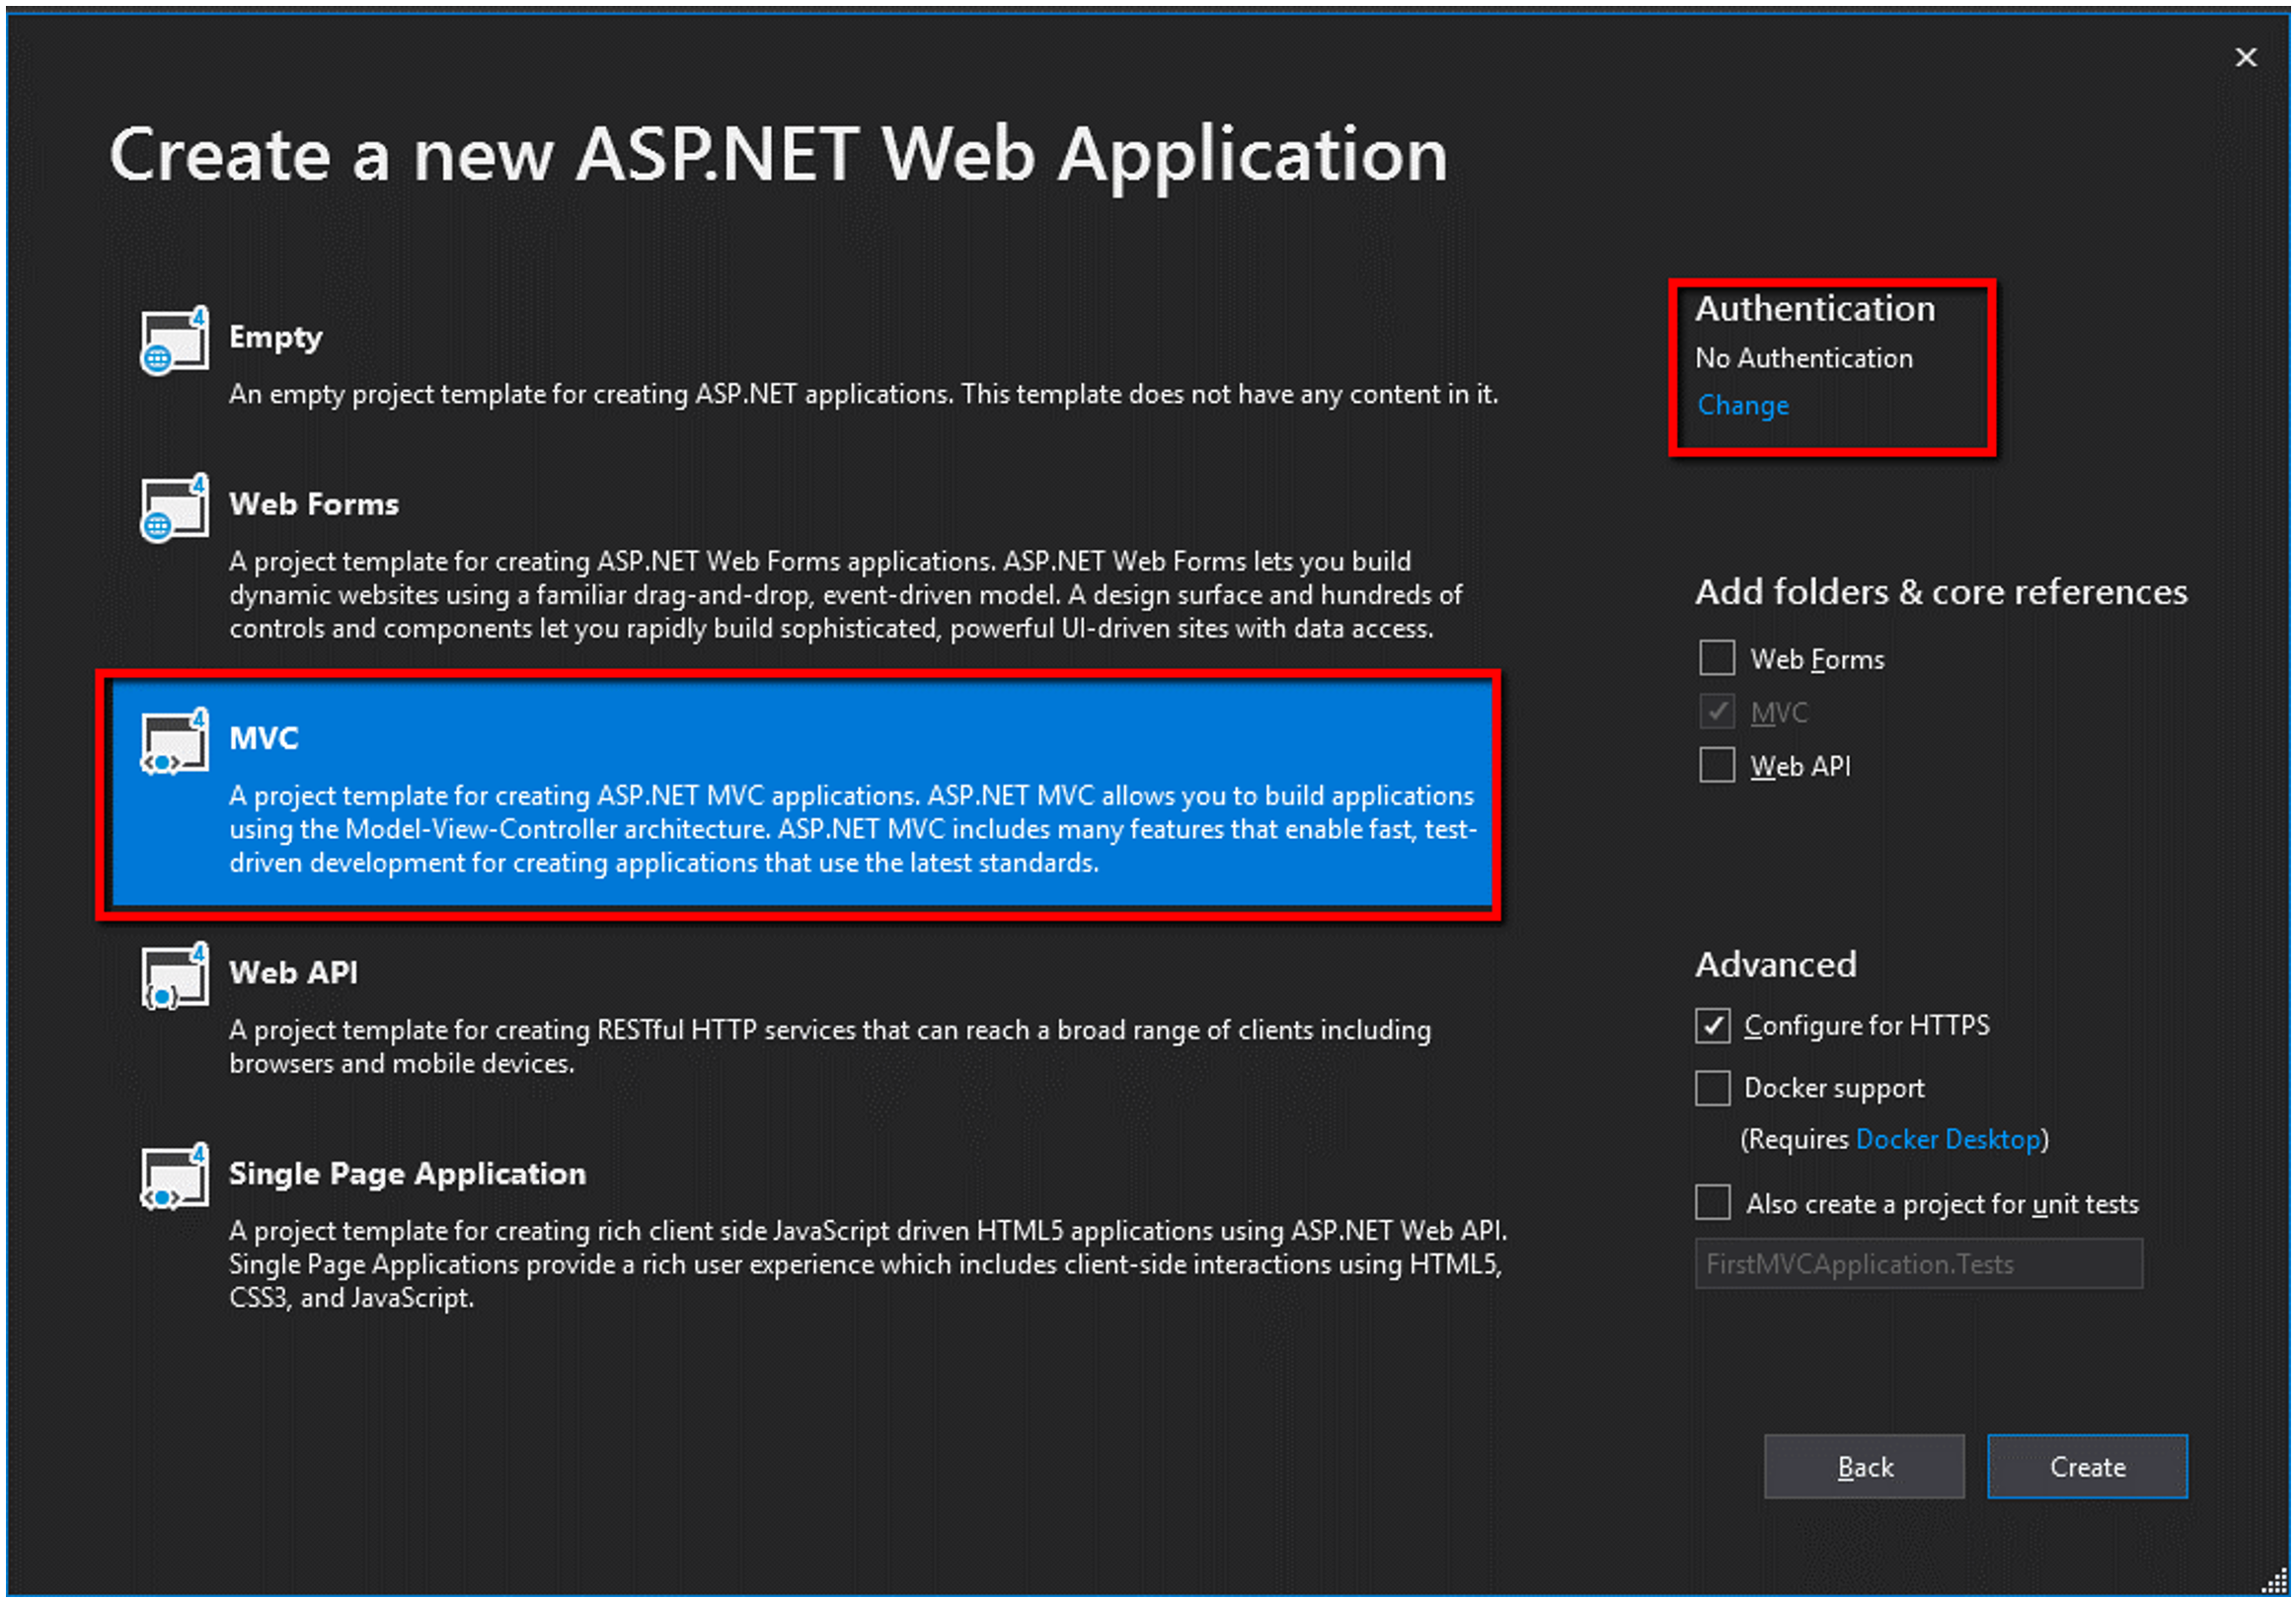 Create a new ASP.NET Web Application
Empty
An empty project template for creating ASP.NET applications. This template does not have any content in it.
Web Forms
A project template for creating ASP.NET Web Forms applications. ASP.NET Web Forms lets you build
dynamic websites using a familiar drag-and-drop, event-driven model. A design surface and hundreds of
controls and components let you rapidly build sophisticated, powerful UI-driven sites with data access.
MVC
A project template for creating ASP.NET MVC applications. ASP.NET MVC allows you to build applications
using the Model-View-Controller architecture. ASP.NET MVC includes many features that enable fast, test-
driven development for creating applications that use the latest standards.
Web API
A project template for creating RESTful HTTP services that can reach a broad range of clients including
browsers and mobile devices.
Single Page Application
A project template for creating rich client side JavaScript driven HTML5 applications using ASP.NET Web API.
Single Page Applications provide a rich user experience which includes client-side interactions using HTML5,
CSS3, and JavaScript.
Authentication
No Authentication
Change
Add folders & core references
Web Forms
MVC
Web API
Advanced
Configure for HTTPS
Docker support
(Requires Docker Desktop)
Also create a project for unit tests
FirstMVCApplication.Tests
Back
Create